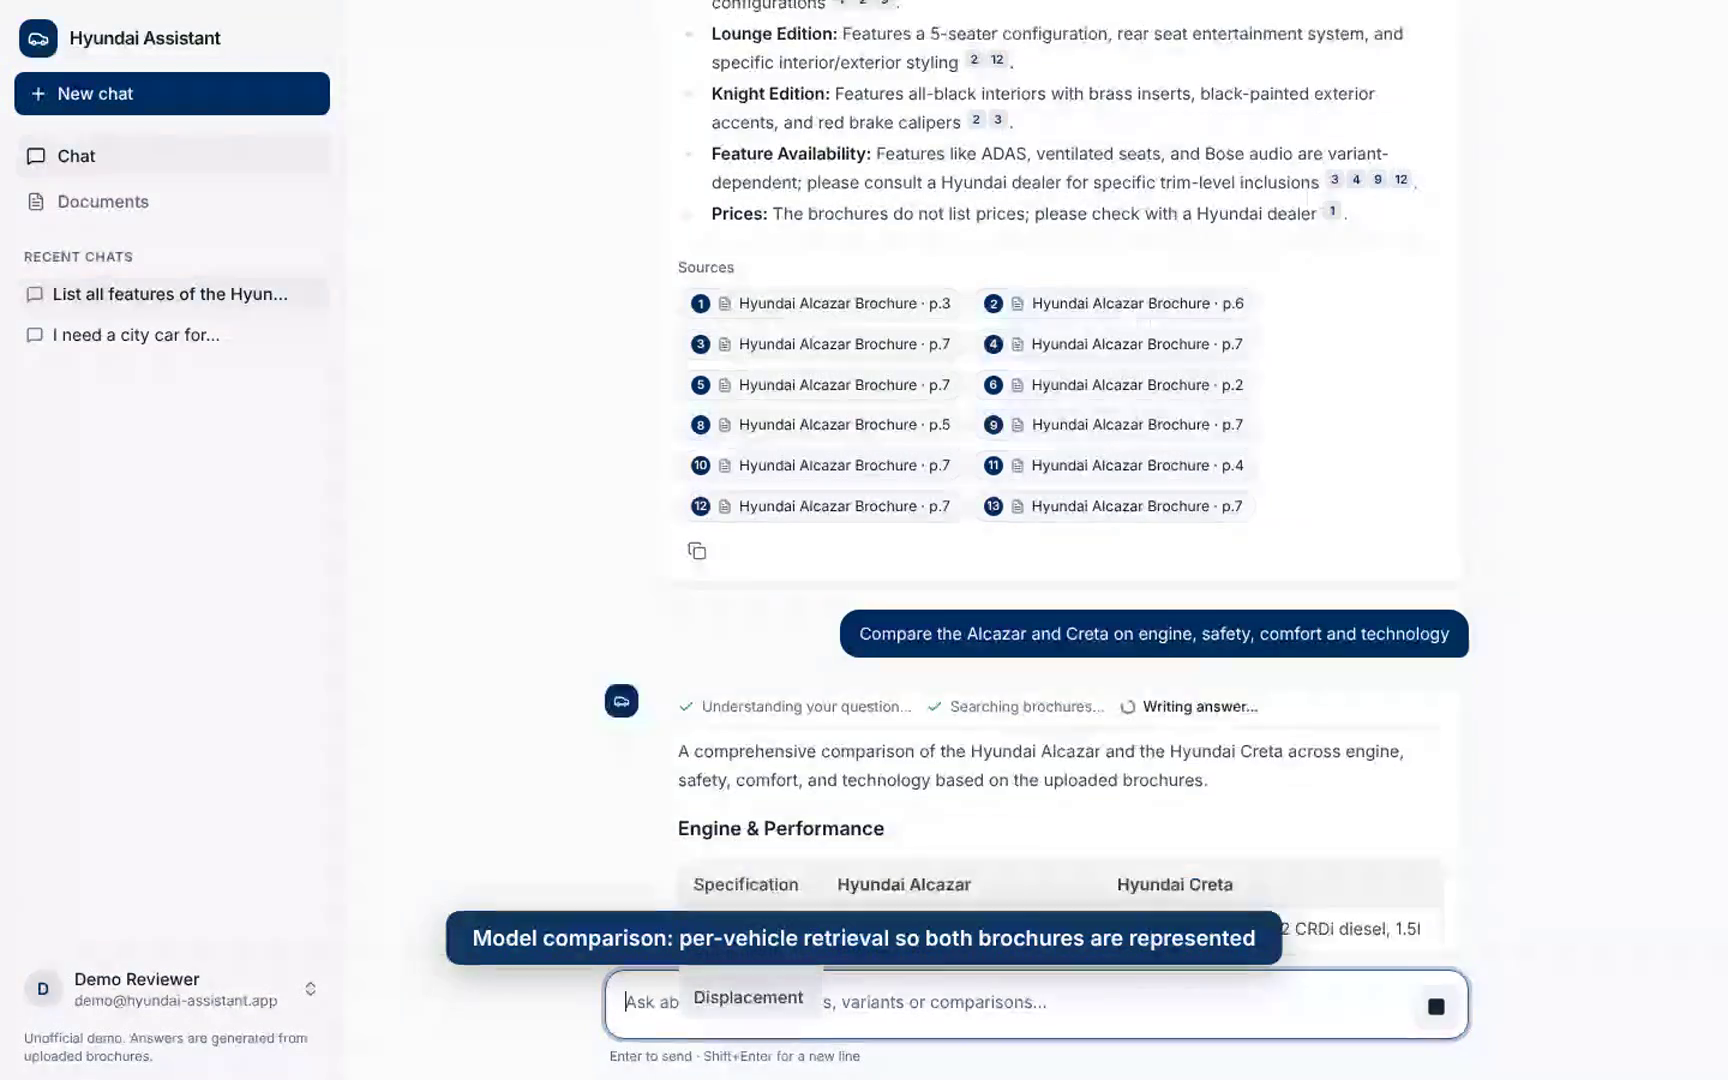 Hyundai Assistant
New chat
Chat
Documents
RECENT CHATS
List all features of the Hyun...
I need a city car for...
Demo Reviewer
demo@hyundai-assistant.app
D
Unofficial demo. Answers are generated from
uploaded brochures.
configurations
Lounge Edition: Features a 5-seater configuration, rear seat entertainment system, and
specific interior/exterior styling 2 12 .
Knight Edition: Features all-black interiors with brass inserts, black-painted exterior
accents, and red brake calipers 2 3 .
Feature Availability: Features like ADAS, ventilated seats, and Bose audio are variant-
dependent; please consult a Hyundai dealer for specific trim-level inclusions 3 4 9 12 .
Prices: The brochures do not list prices; please check with a Hyundai dealer 1 .
Sources
1 Hyundai Alcazar Brochure · p.3 2 Hyundai Alcazar Brochure · p.6
3 Hyundai Alcazar Brochure · p.7 4 Hyundai Alcazar Brochure · p.7
5 Hyundai Alcazar Brochure · p.7 6 Hyundai Alcazar Brochure · p.2
8 Hyundai Alcazar Brochure · p.5 9 Hyundai Alcazar Brochure · p.7
10 Hyundai Alcazar Brochure · p.7 11 Hyundai Alcazar Brochure · p.4
12 Hyundai Alcazar Brochure · p.7 13 Hyundai Alcazar Brochure · p.7
Compare the Alcazar and Creta on engine, safety, comfort and technology
Understanding your question... Searching brochures... Writing answer...
A comprehensive comparison of the Hyundai Alcazar and the Hyundai Creta across engine,
safety, comfort, and technology based on the uploaded brochures.
Engine & Performance
Specification Hyundai Alcazar Hyundai Creta
2 CRDi diesel, 1.5l
Model comparison: per-vehicle retrieval so both brochures are represented
Displacement
Ask ab s, variants or comparisons...
Enter to send · Shift+Enter for a new line